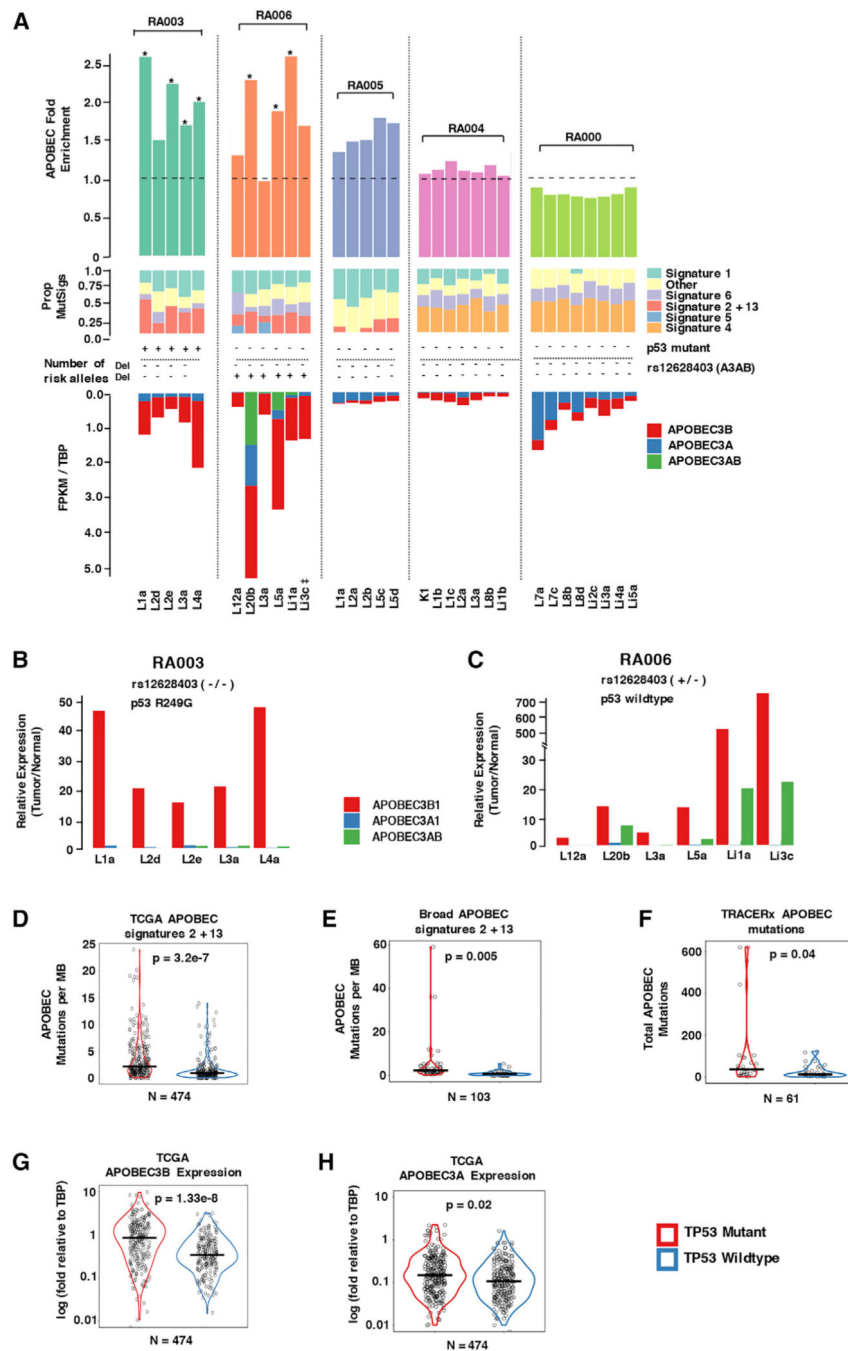 A
RA003
RA006
RA005
RA004
RA000
APOBEC Fold
Enrichment
2.5
2.0
1.5
1.0
0.5
0
* * * *
* * *
Prop
MutSigs
1.0
0.75
0.5
0.25
0
Signature 1
Other
Signature 6
Signature 2 + 13
Signature 5
Signature 4
+ + + + + - - - - - - - - - - - - - - - - - - - - - - - - - p53 mutant
Number of
risk alleles
Del
Del
rs12628403 (A3AB)
FPKM / TBP
0.0
1.0
2.0
3.0
4.0
5.0
APOBEC3B
APOBEC3A
APOBEC3AB
L1a L2d L2e L3a L4a
L12a L20b L3a L5a Li1a Li3c ‡
L1a L2a L2b L5c L5d
K1 L1b L1c L2a L3a L8b Li1b
L7a L7c L8b L8d Li2c Li3a Li4a Li5a
B
RA003
rs12628403 ( -/- )
p53 R249G
Relative Expression
(Tumor/Normal)
50
40
30
20
10
0
L1a L2d L2e L3a L4a
APOBEC3B1
APOBEC3A1
APOBEC3AB
C
RA006
rs12628403 ( +/- )
p53 wildtype
Relative Expression
(Tumor/Normal)
700
600
500
30
20
10
0
L12a L20b L3a L5a Li1a Li3c
D
TCGA APOBEC
signatures 2 + 13
p = 3.2e-7
APOBEC
Mutations per MB
25
20
15
10
5
0
N = 474
E
Broad APOBEC
signatures 2 + 13
p = 0.005
APOBEC
Mutations per MB
60
40
20
0
N = 103
F
TRACERx APOBEC
mutations
p = 0.04
Total APOBEC
Mutations
600
400
200
0
N = 61
G
TCGA
APOBEC3B Expression
p = 1.33e-8
log (fold relative to TBP)
10
1
0.1
0.01
N = 474
H
TCGA
APOBEC3A Expression
p = 0.02
log (fold relative to TBP)
10
1
0.1
0.01
N = 474
TP53 Mutant
TP53 Wildtype